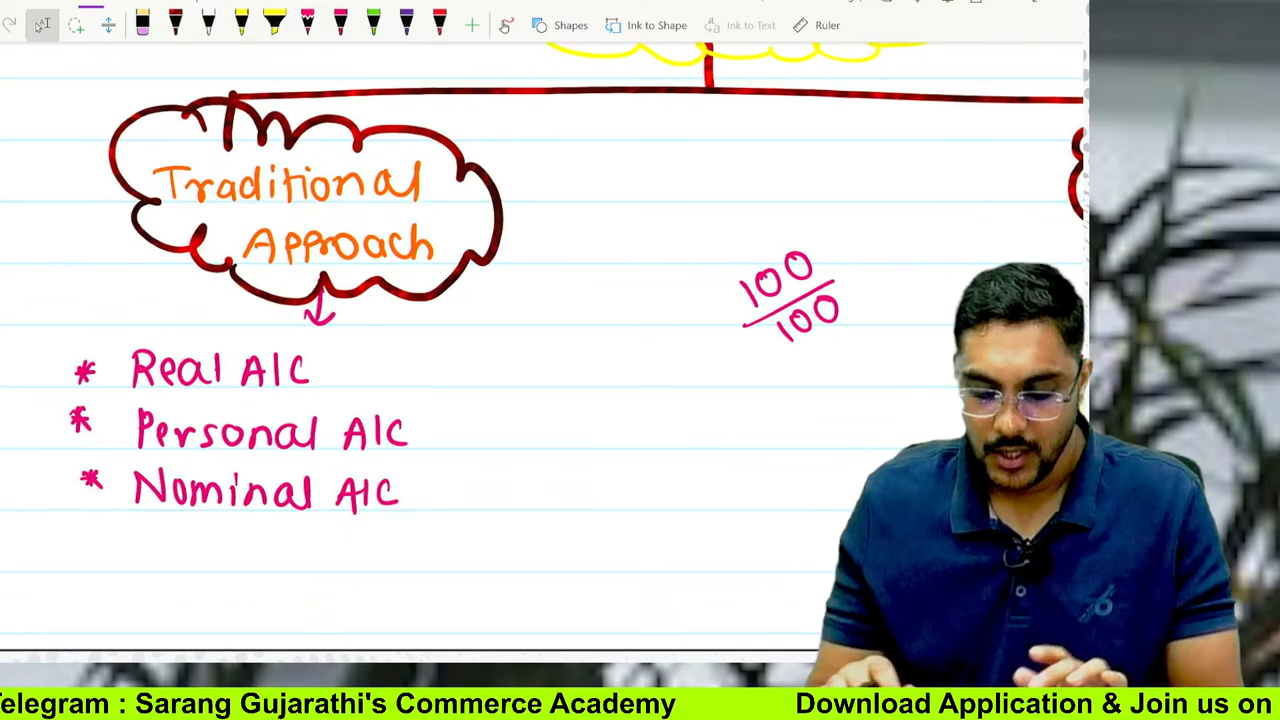 Shapes
Ink to Shape
Ink to Text
Ruler
Traditional
Approach
100
100
* Real A/C
* Personal A/C
* Nominal A/C
elegram : Sarang Gujarathi's Commerce Academy
Download Application & Join us on